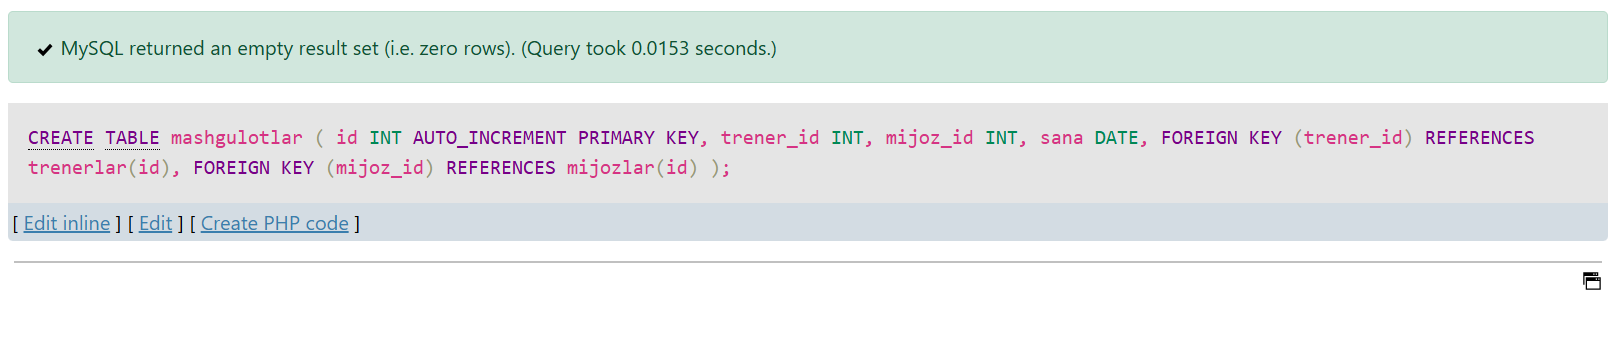 MySQL returned an empty result set (i.e. zero rows). (Query took 0.0153 seconds.)
CREATE TABLE mashgulotlar ( id INT AUTO_INCREMENT PRIMARY KEY, trener_id INT, mijoz_id INT, sana DATE, FOREIGN KEY (trener_id) REFERENCES
trenerlar(id), FOREIGN KEY (mijoz_id) REFERENCES mijozlar(id) );
[ Edit inline ] [ Edit ] [ Create PHP code ]